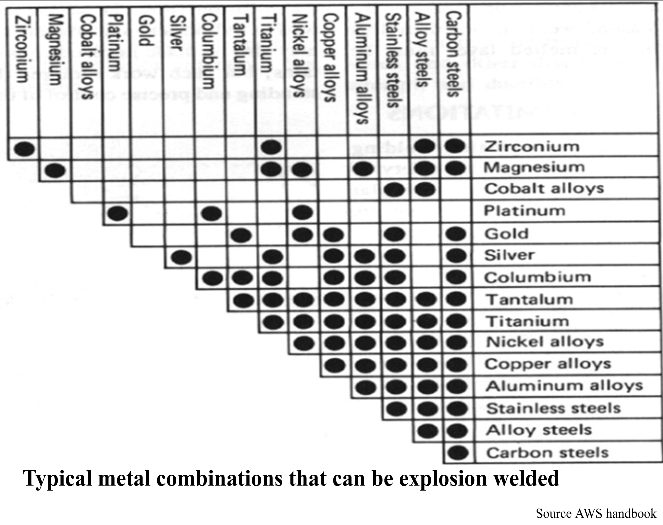 Zirconium
Magnesium
Cobalt alloys
Platinum
Gold
Silver
Columbium
Tantalum
Titanium
Nickel alloys
Copper alloys
Aluminum alloys
Stainless steels
Alloy steels
Carbon steels
Zirconium
Magnesium
Cobalt alloys
Platinum
Gold
Silver
Columbium
Tantalum
Titanium
Nickel alloys
Copper alloys
Aluminum alloys
Stainless steels
Alloy steels
Carbon steels
Typical metal combinations that can be explosion welded
Source AWS handbook